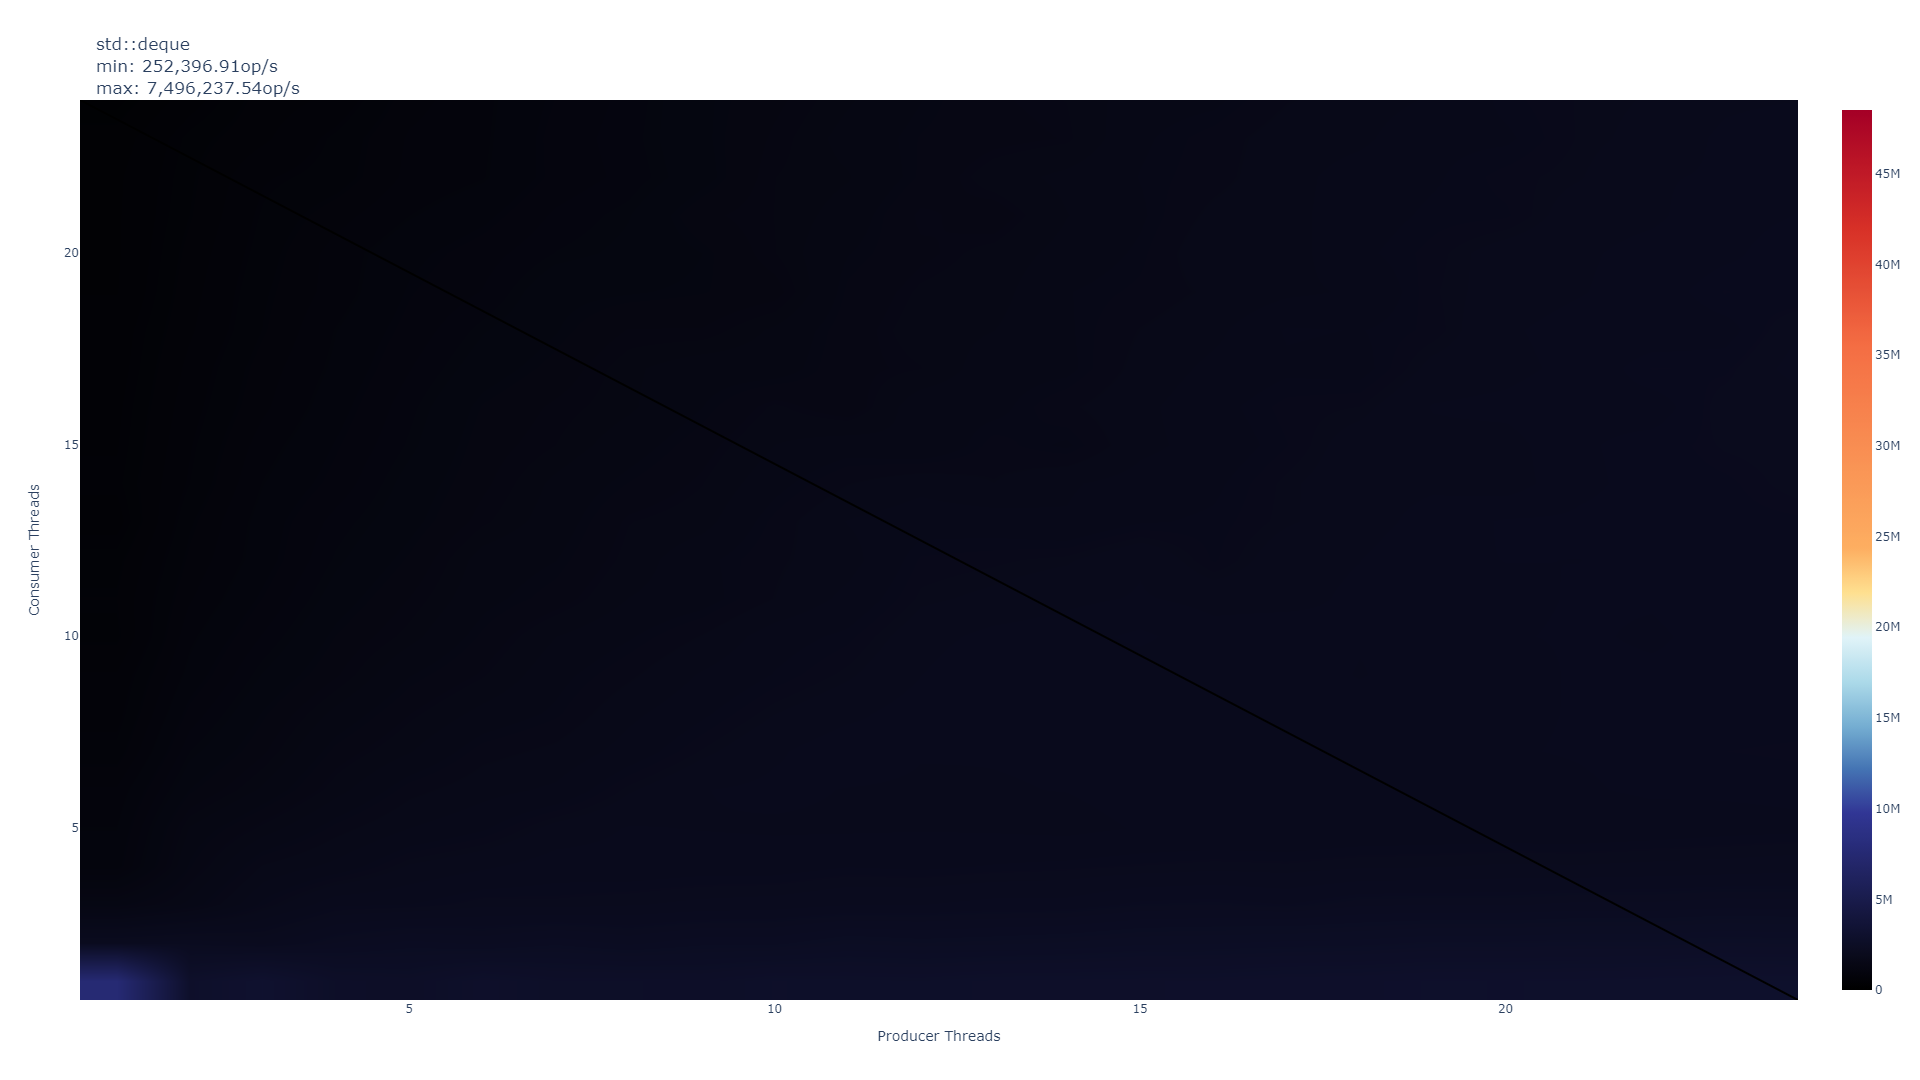 std::deque
min: 252,396.91op/s
max: 7,496,237.54op/s
20
15
10
5
Consumer Threads
5
10
15
20
Producer Threads
45M
40M
35M
30M
25M
20M
15M
10M
5M
0